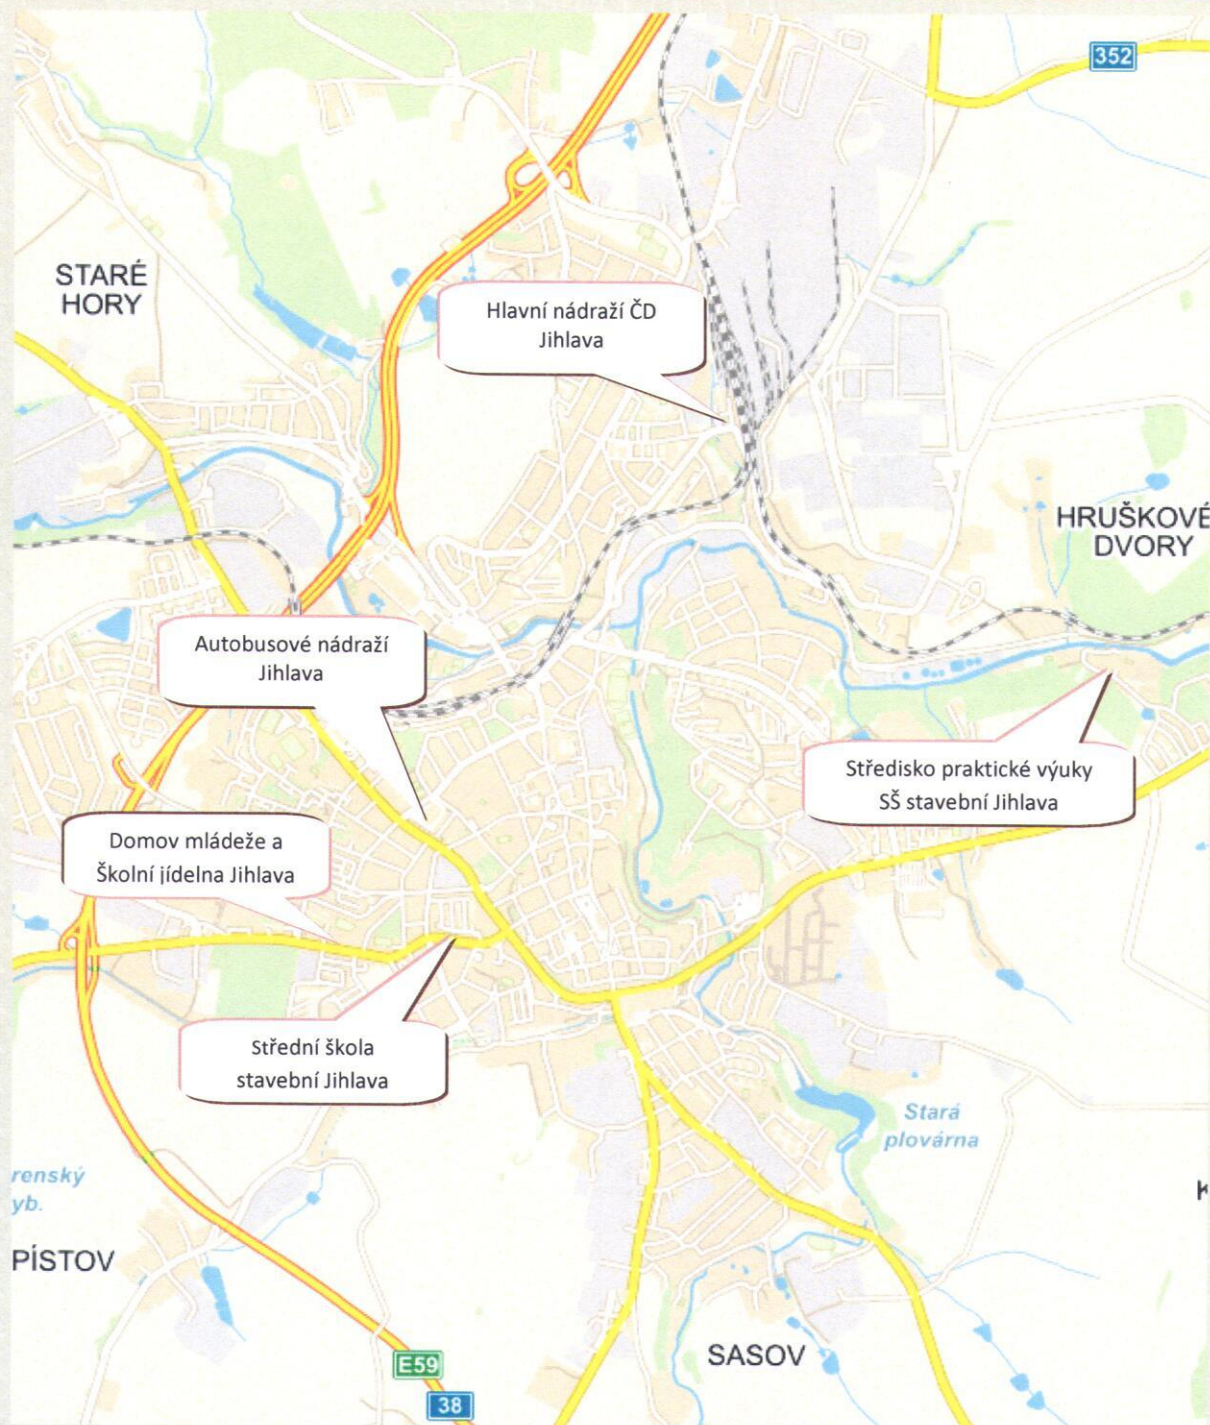 352
STARÉ
HORY
Hlavní nádraží ČD
Jihlava
HRUŠKOVÉ
DVORY
Autobusové nádraží
Jihlava
Středisko praktické výuky
SŠ stavební Jihlava
Domov mládeže a
Školní jídelna Jihlava
Střední škola
stavební Jihlava
Stará
plovárna
renský
yb.
K
PÍSTOV
SASOV
E59
38